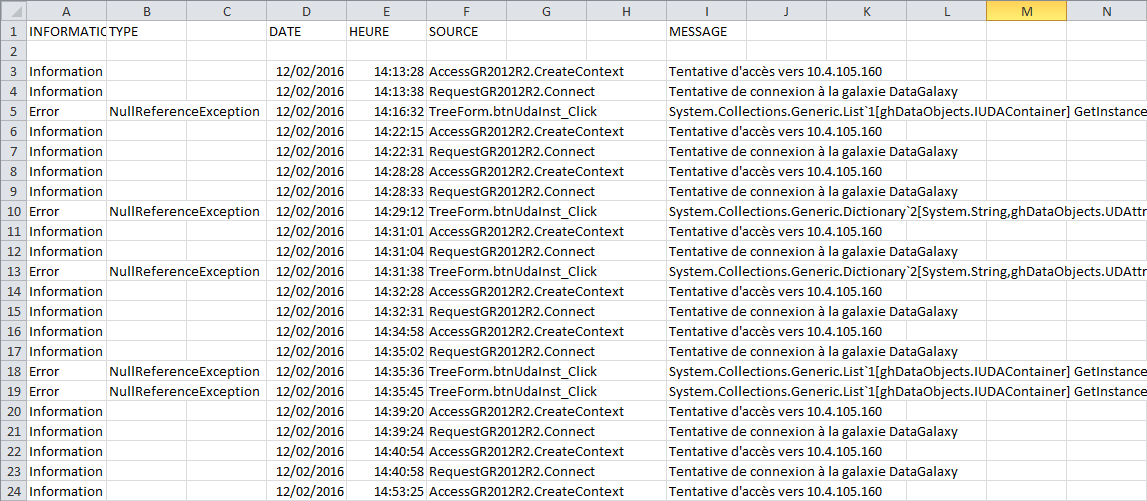 A B C D E F G H I J K L M N
1 INFORMATIC TYPE DATE HEURE SOURCE MESSAGE
2
3 Information 12/02/2016 14:13:28 AccessGR2012R2.CreateContext Tentative d'accès vers 10.4.105.160
4 Information 12/02/2016 14:13:38 RequestGR2012R2.Connect Tentative de connexion à la galaxie DataGalaxy
5 Error NullReferenceException 12/02/2016 14:16:32 TreeForm.btnUdaInst_Click System.Collections.Generic.List`1[ghDataObjects.IUDAContainer] GetInstance
6 Information 12/02/2016 14:22:15 AccessGR2012R2.CreateContext Tentative d'accès vers 10.4.105.160
7 Information 12/02/2016 14:22:31 RequestGR2012R2.Connect Tentative de connexion à la galaxie DataGalaxy
8 Information 12/02/2016 14:28:28 AccessGR2012R2.CreateContext Tentative d'accès vers 10.4.105.160
9 Information 12/02/2016 14:28:33 RequestGR2012R2.Connect Tentative de connexion à la galaxie DataGalaxy
10 Error NullReferenceException 12/02/2016 14:29:12 TreeForm.btnUdaInst_Click System.Collections.Generic.Dictionary`2[System.String,ghDataObjects.UDAttr
11 Information 12/02/2016 14:31:01 AccessGR2012R2.CreateContext Tentative d'accès vers 10.4.105.160
12 Information 12/02/2016 14:31:04 RequestGR2012R2.Connect Tentative de connexion à la galaxie DataGalaxy
13 Error NullReferenceException 12/02/2016 14:31:38 TreeForm.btnUdaInst_Click System.Collections.Generic.Dictionary`2[System.String,ghDataObjects.UDAttr
14 Information 12/02/2016 14:32:28 AccessGR2012R2.CreateContext Tentative d'accès vers 10.4.105.160
15 Information 12/02/2016 14:32:31 RequestGR2012R2.Connect Tentative de connexion à la galaxie DataGalaxy
16 Information 12/02/2016 14:34:58 AccessGR2012R2.CreateContext Tentative d'accès vers 10.4.105.160
17 Information 12/02/2016 14:35:02 RequestGR2012R2.Connect Tentative de connexion à la galaxie DataGalaxy
18 Error NullReferenceException 12/02/2016 14:35:36 TreeForm.btnUdaInst_Click System.Collections.Generic.List`1[ghDataObjects.IUDAContainer] GetInstance
19 Error NullReferenceException 12/02/2016 14:35:45 TreeForm.btnUdaInst_Click System.Collections.Generic.List`1[ghDataObjects.IUDAContainer] GetInstance
20 Information 12/02/2016 14:39:20 AccessGR2012R2.CreateContext Tentative d'accès vers 10.4.105.160
21 Information 12/02/2016 14:39:24 RequestGR2012R2.Connect Tentative de connexion à la galaxie DataGalaxy
22 Information 12/02/2016 14:40:54 AccessGR2012R2.CreateContext Tentative d'accès vers 10.4.105.160
23 Information 12/02/2016 14:40:58 RequestGR2012R2.Connect Tentative de connexion à la galaxie DataGalaxy
24 Information 12/02/2016 14:53:25 AccessGR2012R2.CreateContext Tentative d'accès vers 10.4.105.160